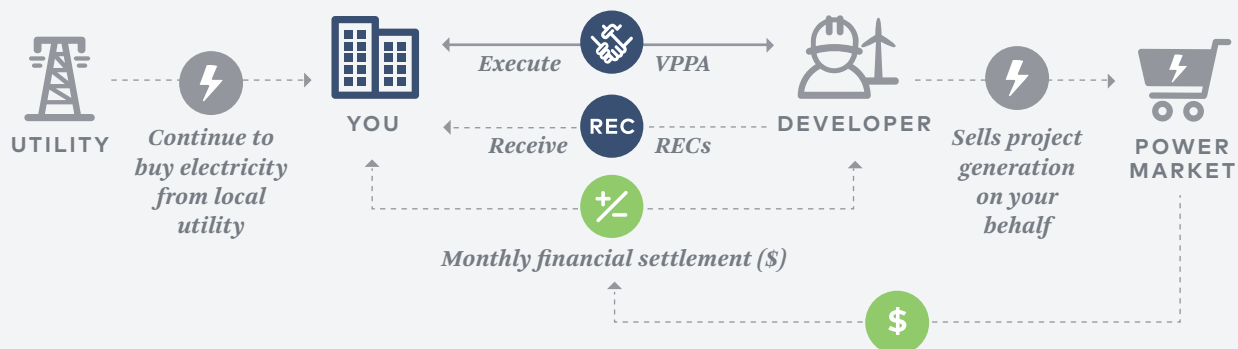 UTILITY
Continue to
buy electricity
from local
utility
YOU
Execute VPPA
REC
Receive RECs
Monthly financial settlement ($)
DEVELOPER
Sells project
generation
on your
behalf
POWER
MARKET
$